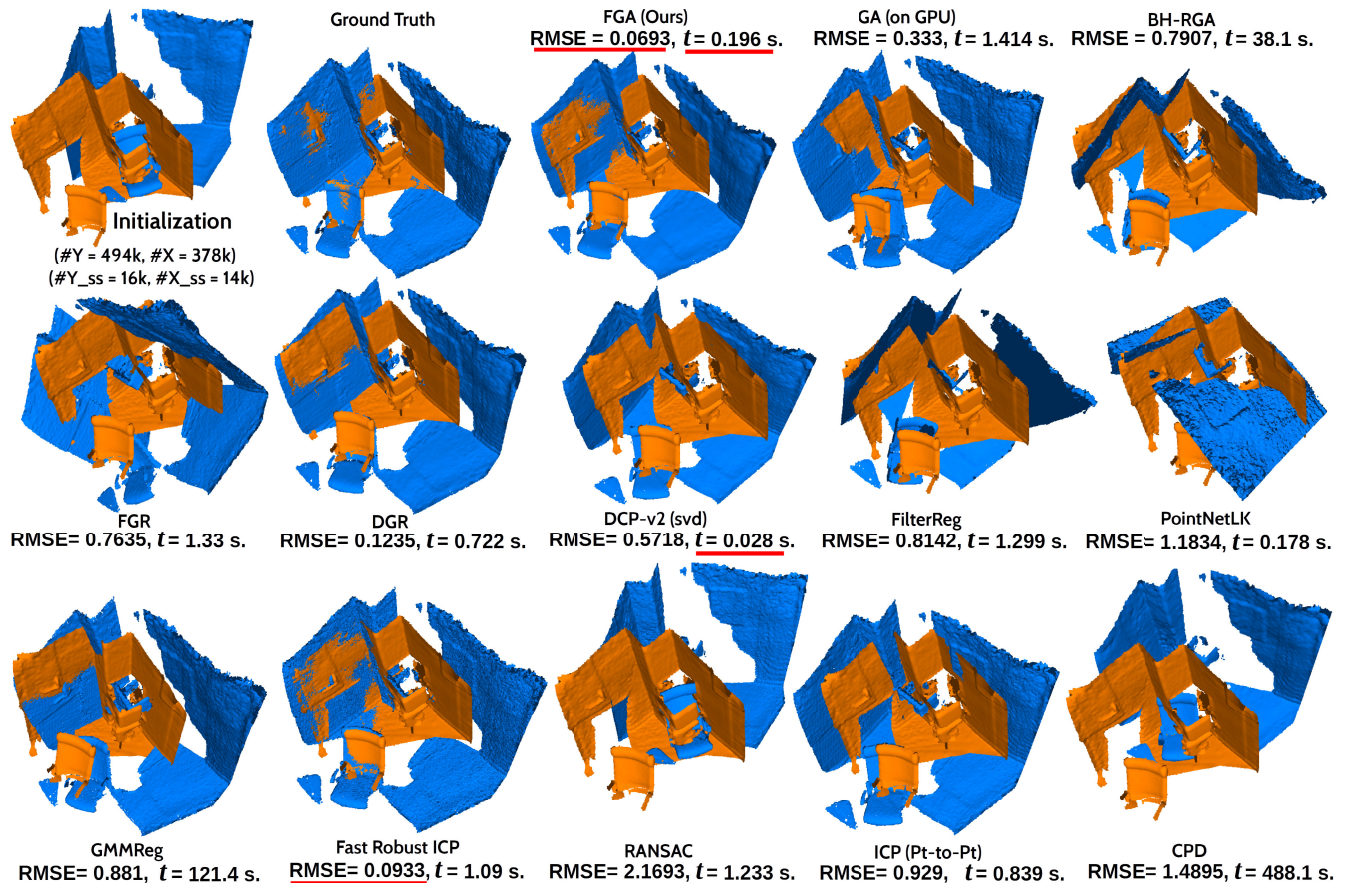 Ground Truth
FGA (Ours)
RMSE = 0.0693, t = 0.196 s.
GA (on GPU)
RMSE = 0.333, t = 1.414 s.
BH-RGA
RMSE = 0.7907, t = 38.1 s.
Initialization
(#Y = 494k, #X = 378k)
(#Y_ss = 16k, #X_ss = 14k)
FGR
RMSE= 0.7635, t = 1.33 s.
DGR
RMSE= 0.1235, t = 0.722 s.
DCP-v2 (svd)
RMSE= 0.5718, t = 0.028 s.
FilterReg
RMSE= 0.8142, t = 1.299 s.
PointNetLK
RMSE= 1.1834, t = 0.178 s.
GMMReg
RMSE= 0.881, t = 121.4 s.
Fast Robust ICP
RMSE= 0.0933, t = 1.09 s.
RANSAC
RMSE= 2.1693, t = 1.233 s.
ICP (Pt-to-Pt)
RMSE= 0.929, t = 0.839 s.
CPD
RMSE= 1.4895, t = 488.1 s.